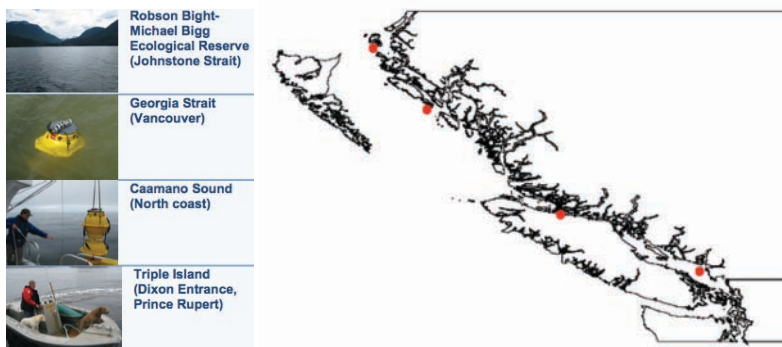 Robson Bight-
Michael Bigg
Ecological Reserve
(Johnstone Strait)
Georgia Strait
(Vancouver)
Caamano Sound
(North coast)
Triple Island
(Dixon Entrance,
Prince Rupert)